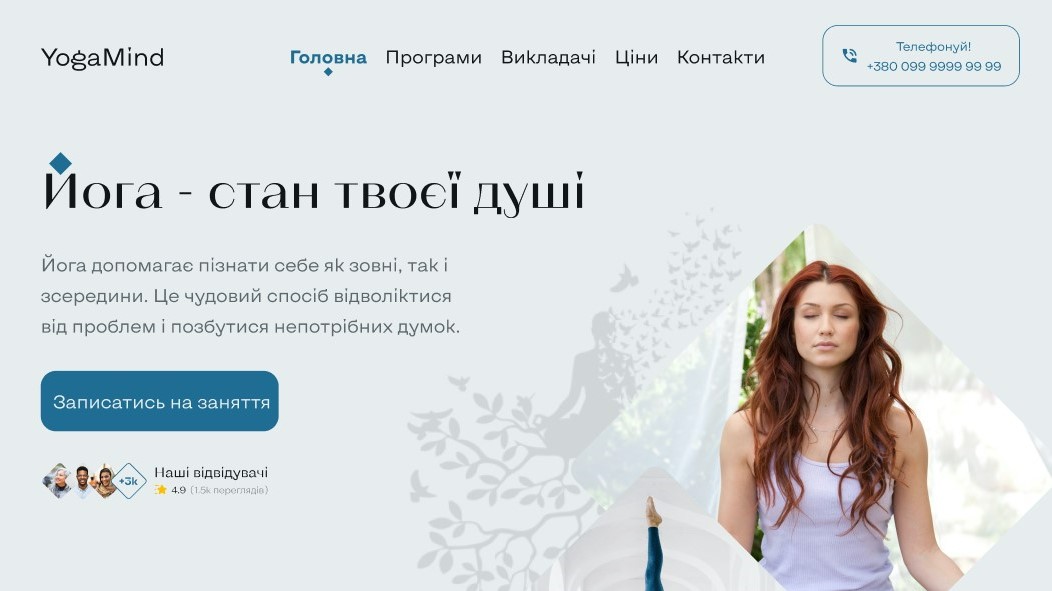 YogaMind
Головна Програми Викладачі Ціни Контакти
Телефонуй!
+380 099 9999 99 99
Йога - стан твоєї душі
Йога допомагає пізнати себе як зовні, так і
зсередини. Це чудовий спосіб відволіктися
від проблем і позбутися непотрібних думок.
Записатись на заняття
+3k
Наші відвідувачі
4.9 (1.5k переглядів)